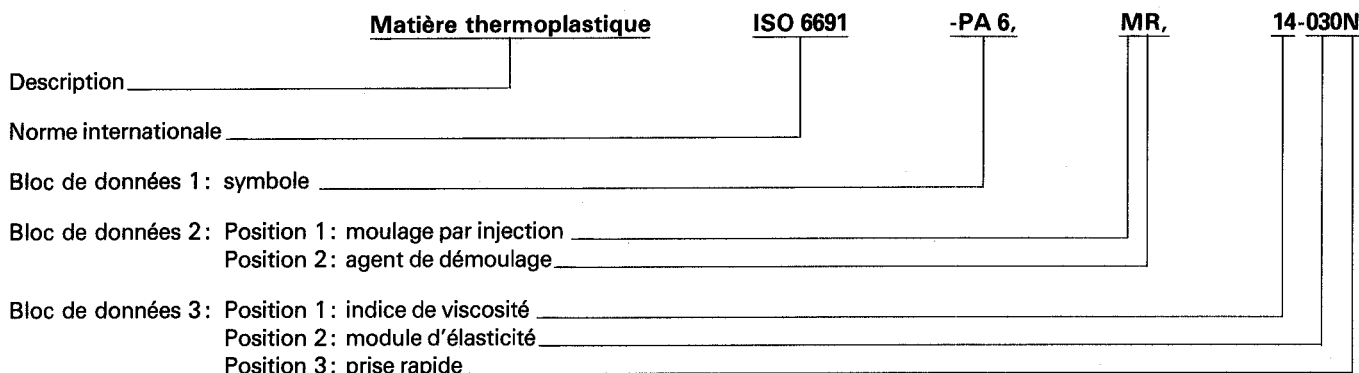 Matière thermoplastique ISO 6691 -PA 6, MR, 14-030N
Description
Norme internationale
Bloc de données 1: symbole
Bloc de données 2: Position 1: moulage par injection
Position 2: agent de démoulage
Bloc de données 3: Position 1: indice de viscosité
Position 2: module d'élasticité
Position 3: prise rapide